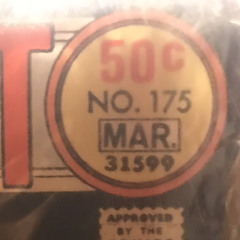 T
50¢
NO. 175
MAR.
31599
APPROVED
BY THE